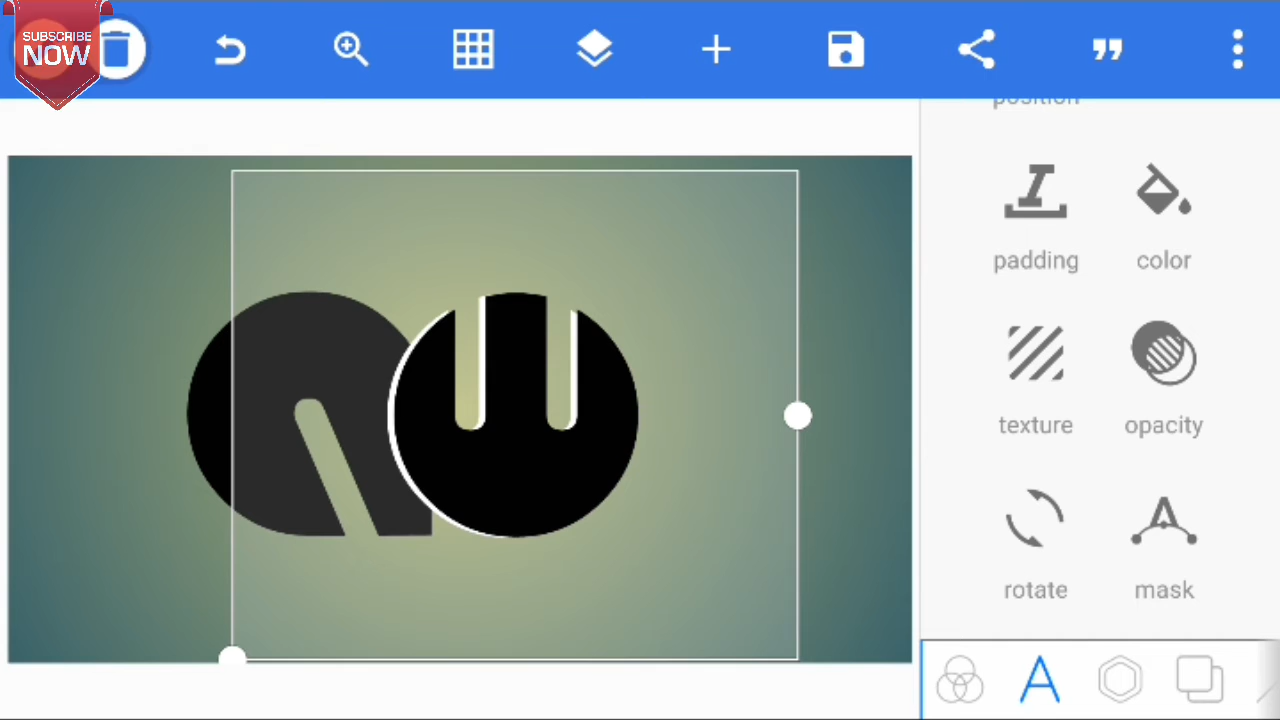 SUBSCRIBE
NOW
position
padding color
texture opacity
rotate mask